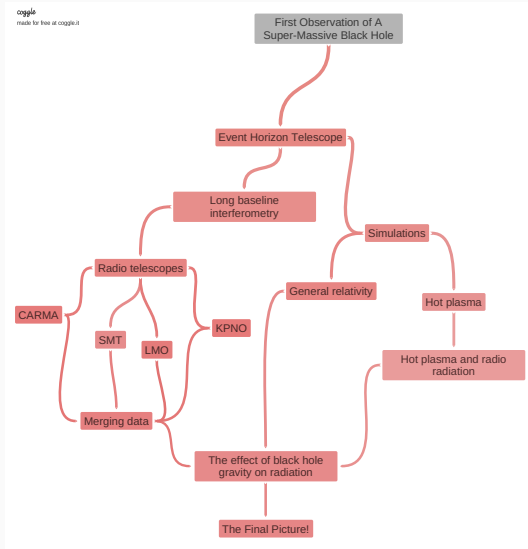 coggle
made for free at coggle.it
First Observation of A
Super-Massive Black Hole
Event Horizon Telescope
Long baseline
interferometry
Simulations
Radio telescopes
General relativity
Hot plasma
CARMA
KPNO
SMT
LMO
Hot plasma and radio
radiation
Merging data
The effect of black hole
gravity on radiation
The Final Picture!